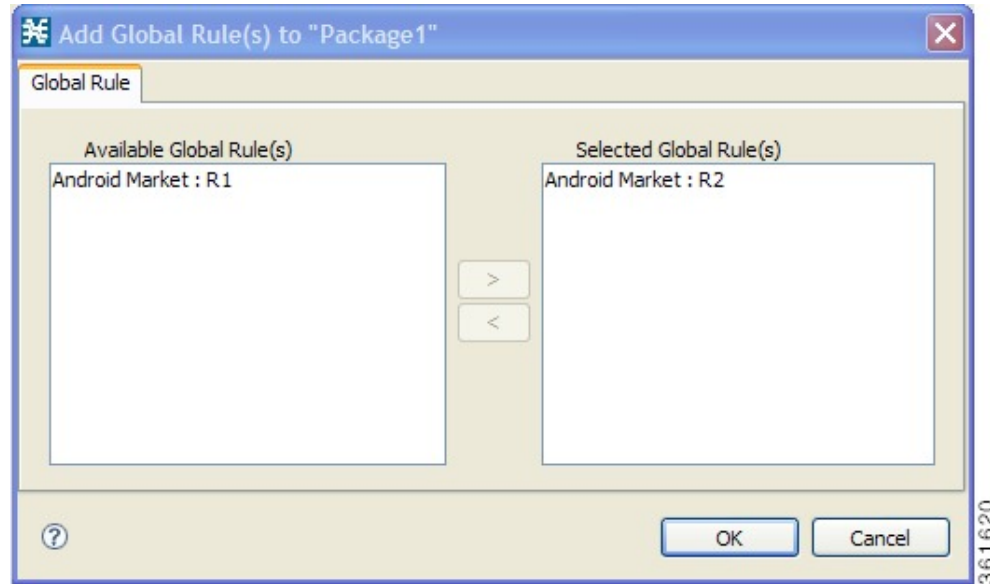 Add Global Rule(s) to "Package1"
Global Rule
Available Global Rule(s)
Selected Global Rule(s)
Android Market : R1
Android Market : R2
>
<
?
OK
Cancel
361620